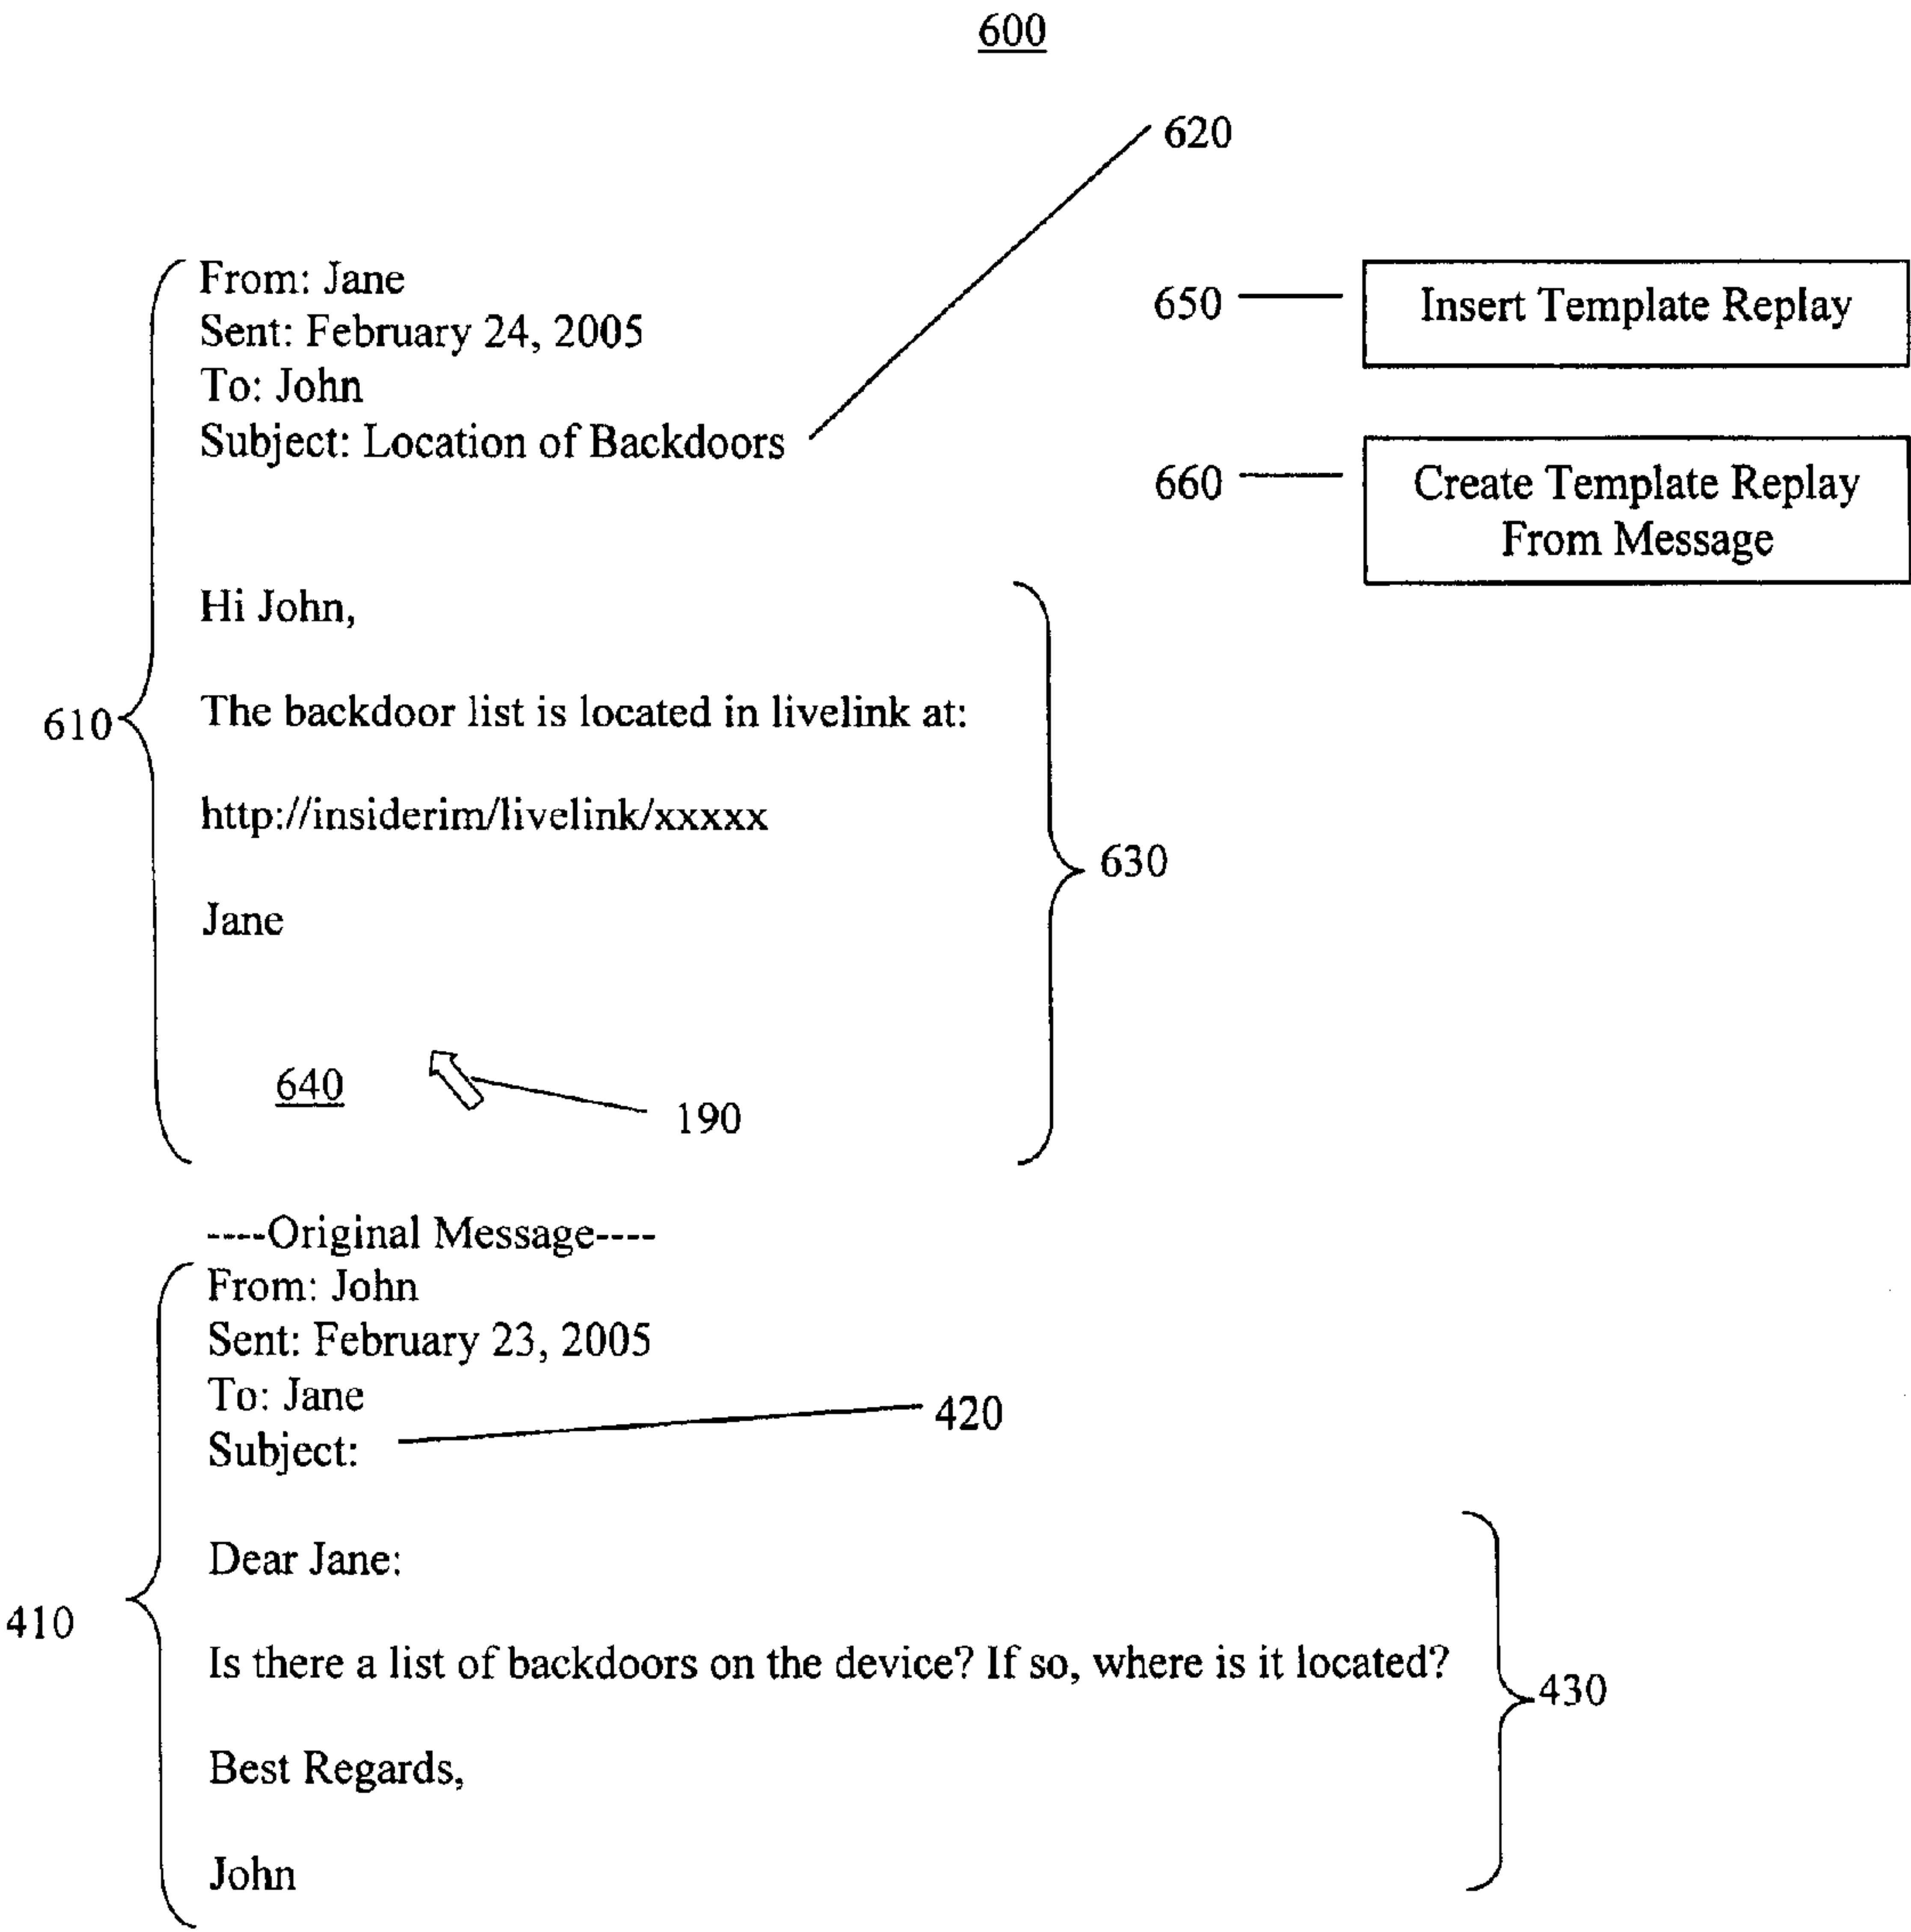 600
620
From: Jane
Sent: February 24, 2005
To: John
Subject: Location of Backdoors
650
Insert Template Replay
660
Create Template Replay
From Message
Hi John,
The backdoor list is located in livelink at:
610
http://insiderim/livelink/xxxxx
630
Jane
640
190
----Original Message----
From: John
Sent: February 23, 2005
To: Jane
420
Subject:
Dear Jane:
410
Is there a list of backdoors on the device? If so, where is it located?
430
Best Regards,
John